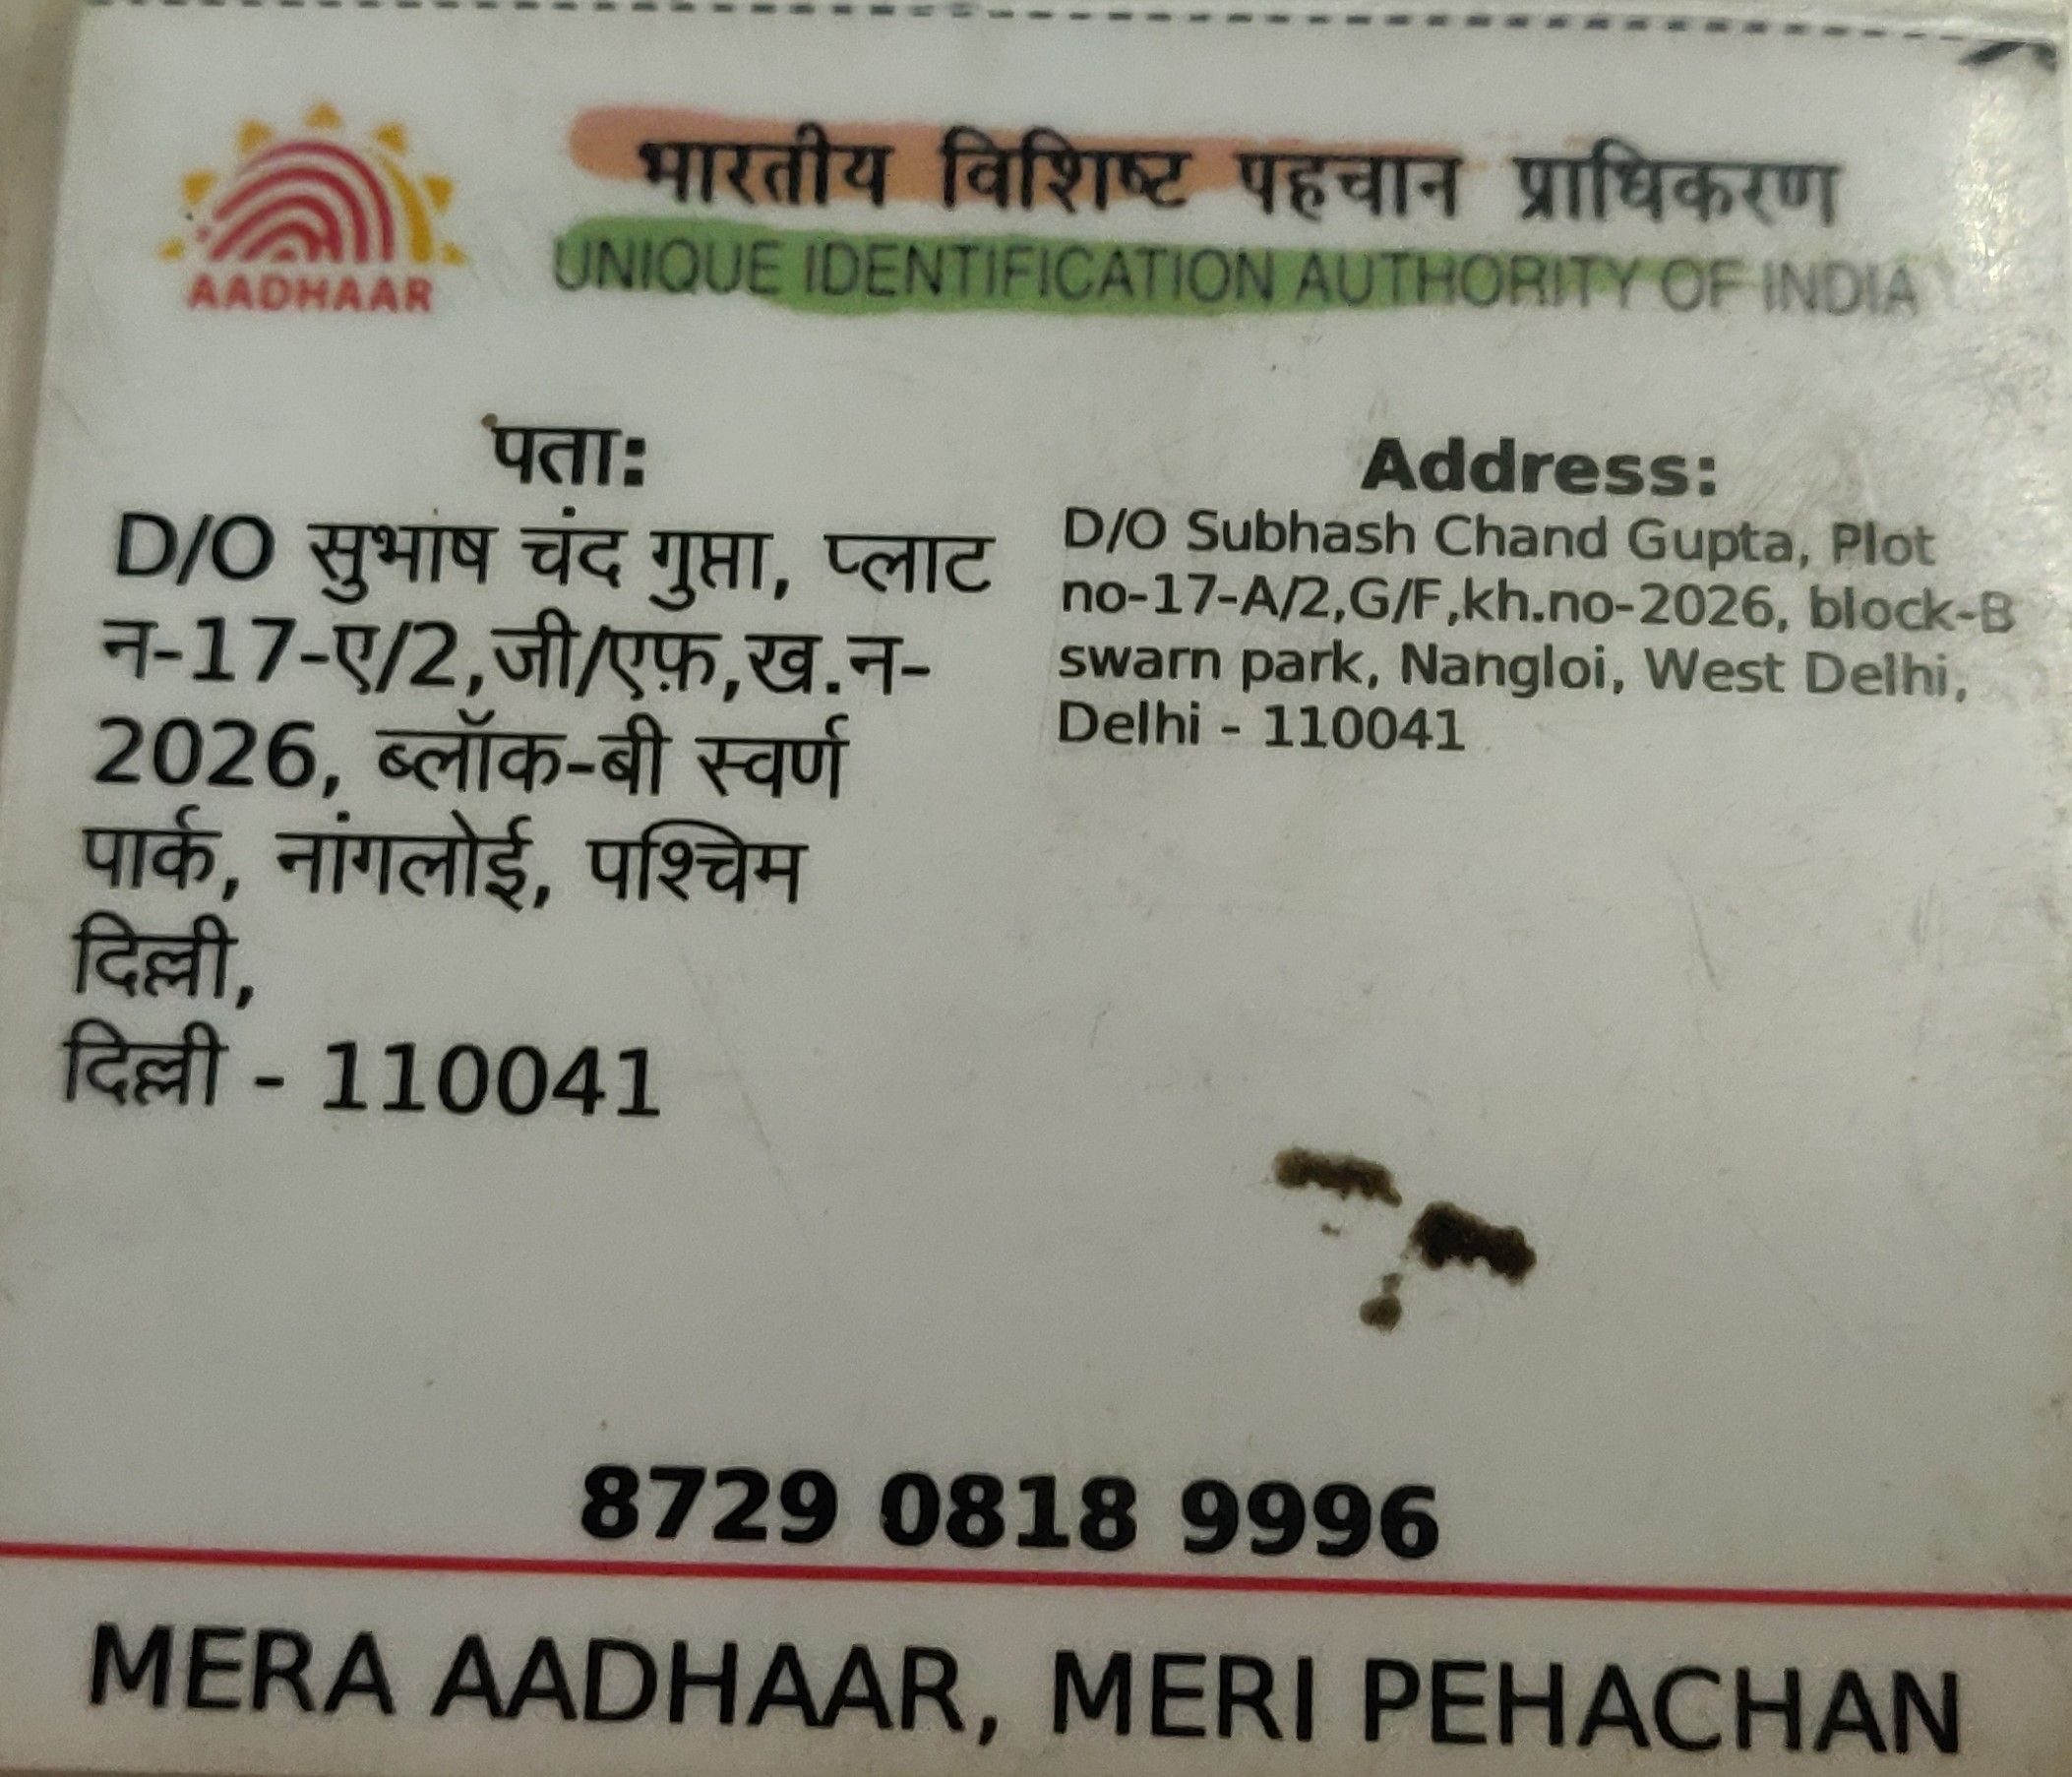 भारतीय विशिष्ट पहचान प्राधिकरण
UNIQUE IDENTIFICATION AUTHORITY OF INDIA
AADHAAR
पता:
D/O सुभाष चंद गुप्ता, प्लाट
न-17-ए/2,जी/एफ़,ख.न-
2026, ब्लॉक-बी स्वर्ण
पार्क, नांगलोई, पश्चिम
दिल्ली,
दिल्ली - 110041
Address:
D/O Subhash Chand Gupta, Plot
no-17-A/2,G/F,kh.no-2026, block-B
swarn park, Nangloi, West Delhi,
Delhi - 110041
8729 0818 9996
MERA AADHAAR, MERI PEHACHAN